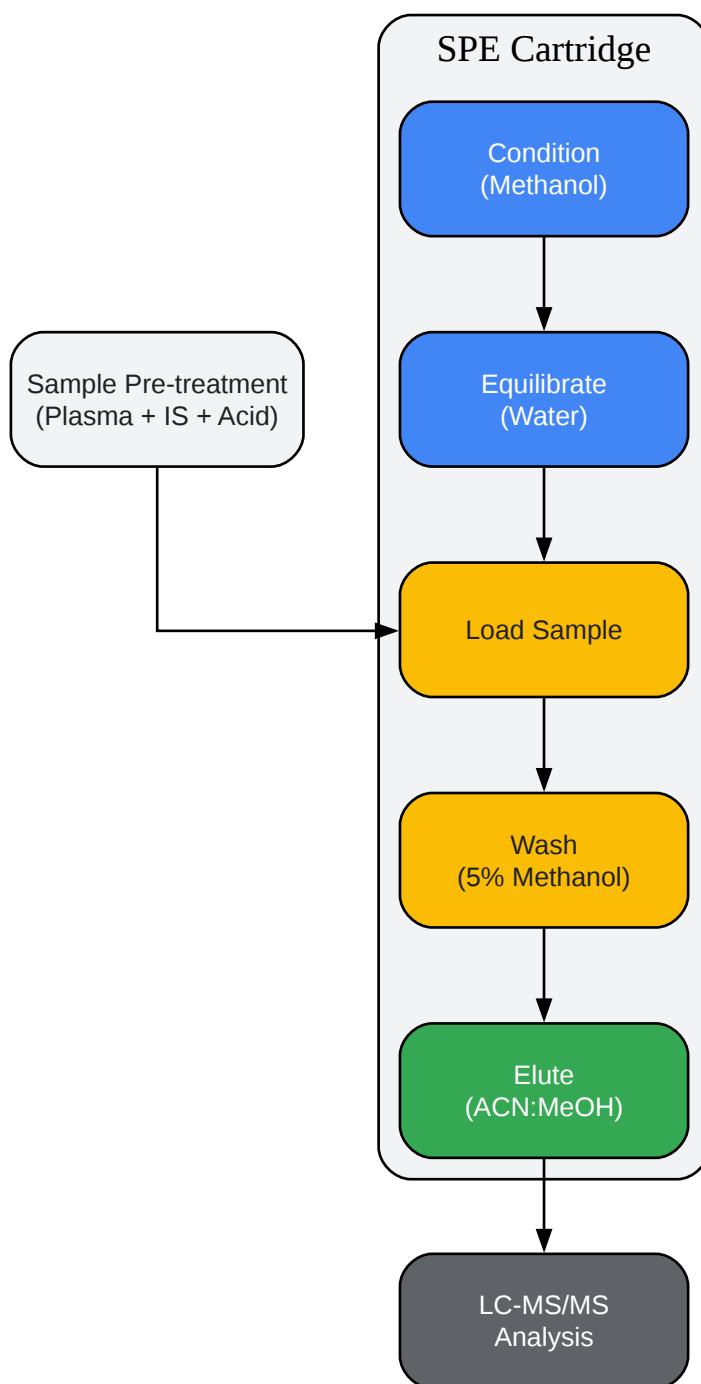 SPE Cartridge
Condition
(Methanol)
Sample Pre-treatment
(Plasma + IS + Acid)
Equilibrate
(Water)
Load Sample
Wash
(5% Methanol)
Elute
(ACN:MeOH)
LC-MS/MS
Analysis